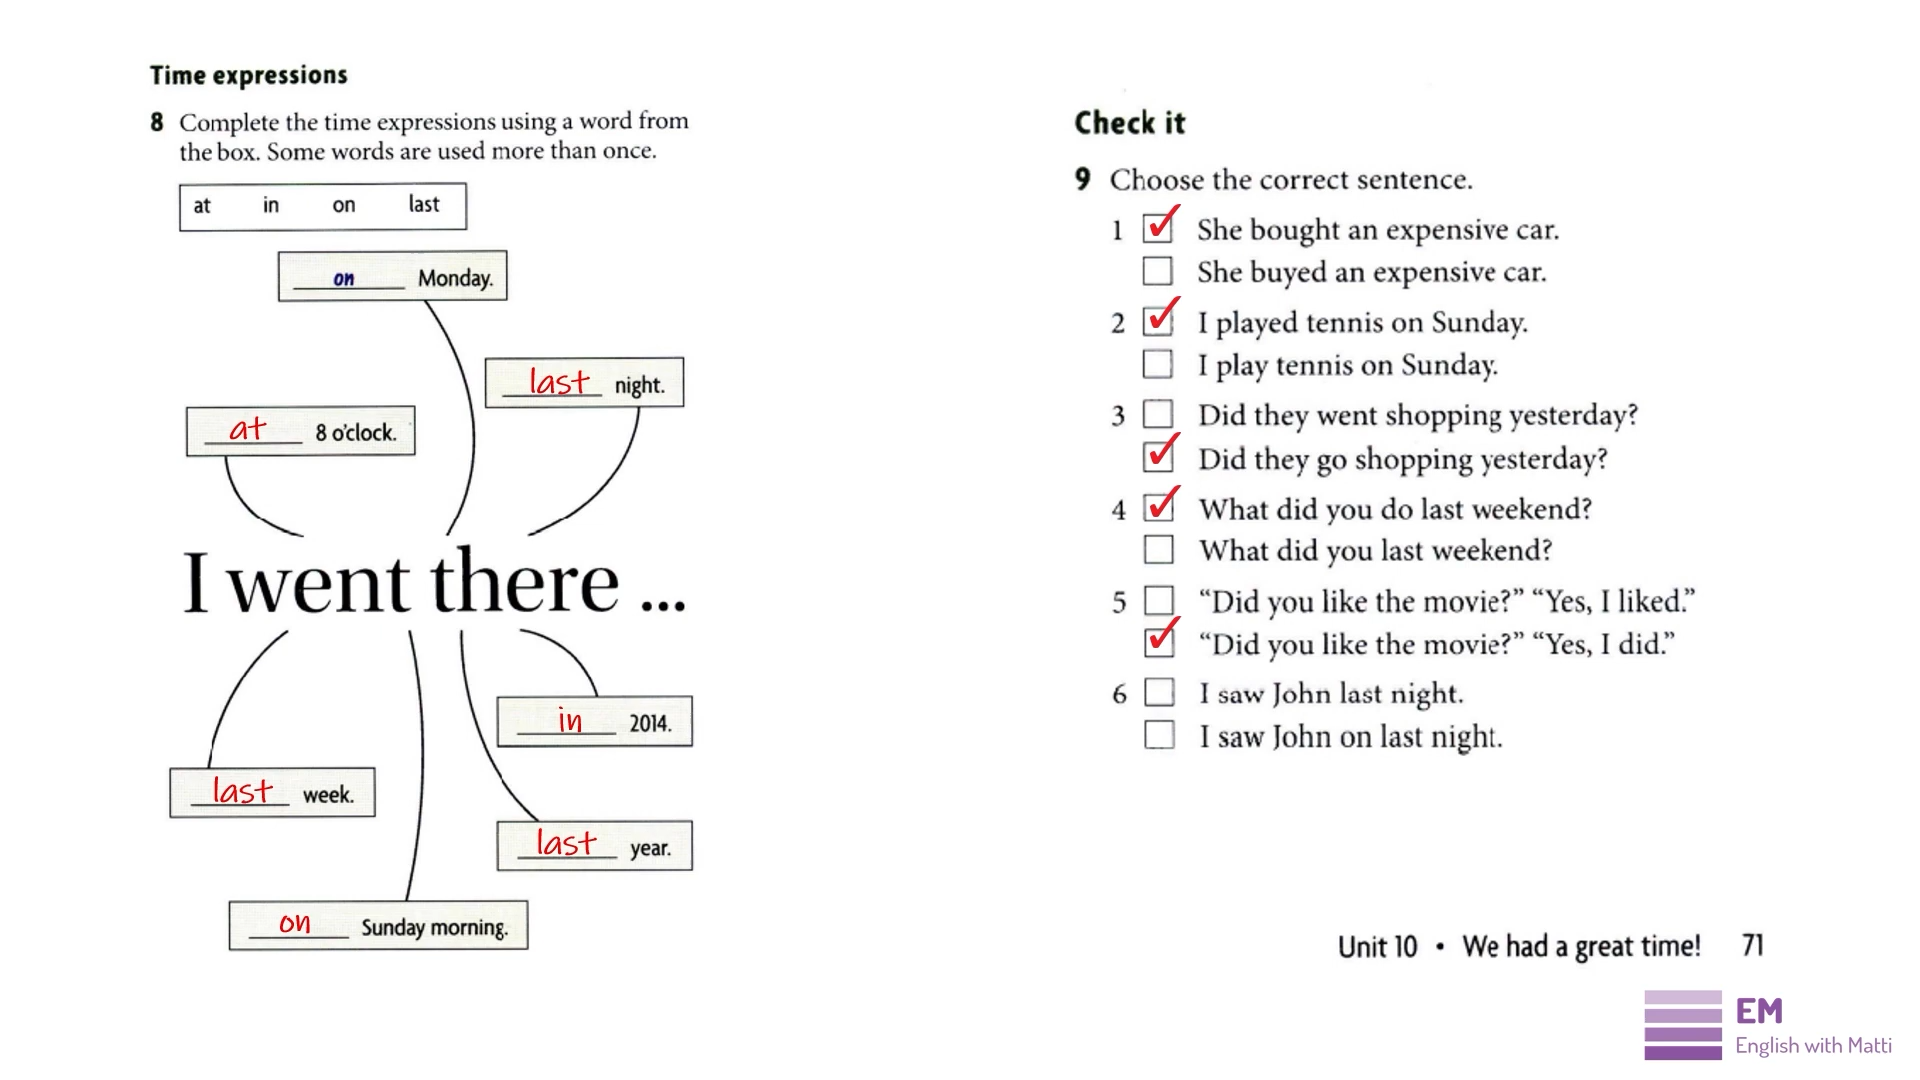 Time expressions
8 Complete the time expressions using a word from
the box. Some words are used more than once.
at in on last
on Monday.
last night.
at 8 o'clock.
I went there ...
in 2014.
last week.
last year.
on Sunday morning.
Check it
9 Choose the correct sentence.
1 ✓ She bought an expensive car.
She buyed an expensive car.
2 ✓ I played tennis on Sunday.
I play tennis on Sunday.
3 Did they went shopping yesterday?
✓ Did they go shopping yesterday?
4 ✓ What did you do last weekend?
What did you last weekend?
5 “Did you like the movie?” “Yes, I liked.”
✓ “Did you like the movie?” “Yes, I did.”
6 I saw John last night.
I saw John on last night.
Unit 10 • We had a great time! 71
EM
English with Matti